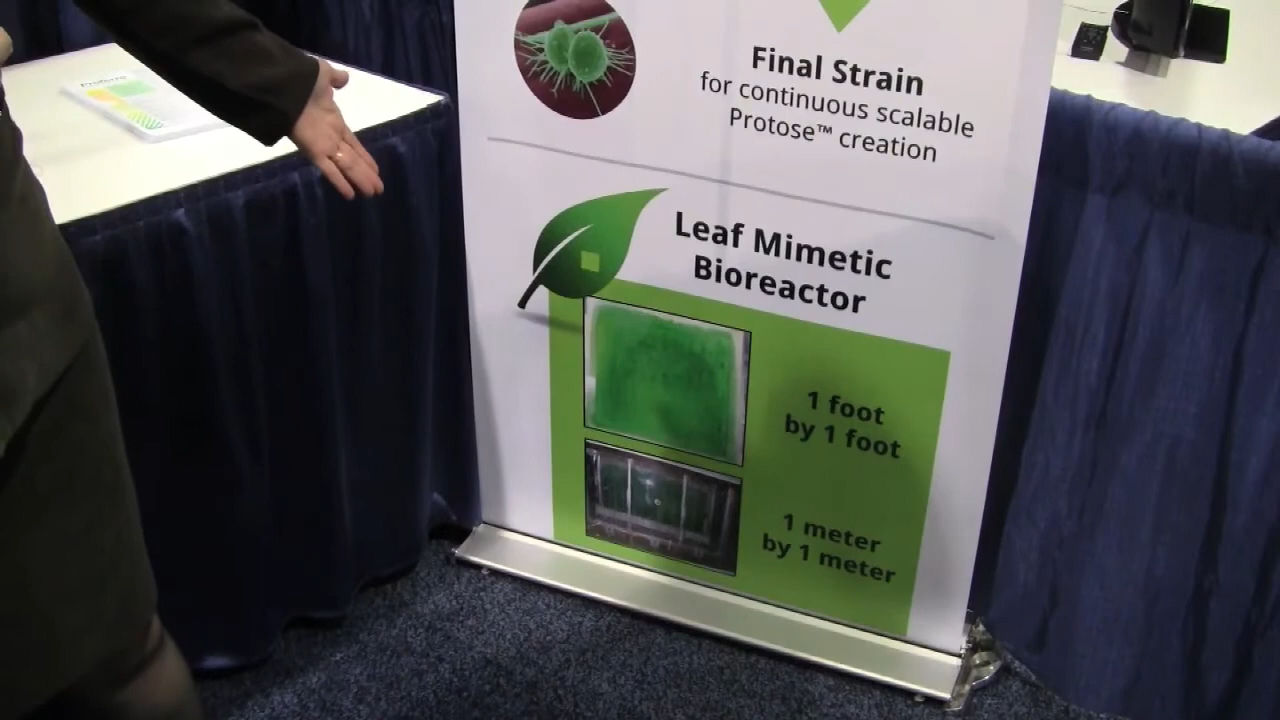 Final Strain
for continuous scalable
Protose™ creation
Leaf Mimetic
Bioreactor
1 foot
by 1 foot
1 meter
by 1 meter